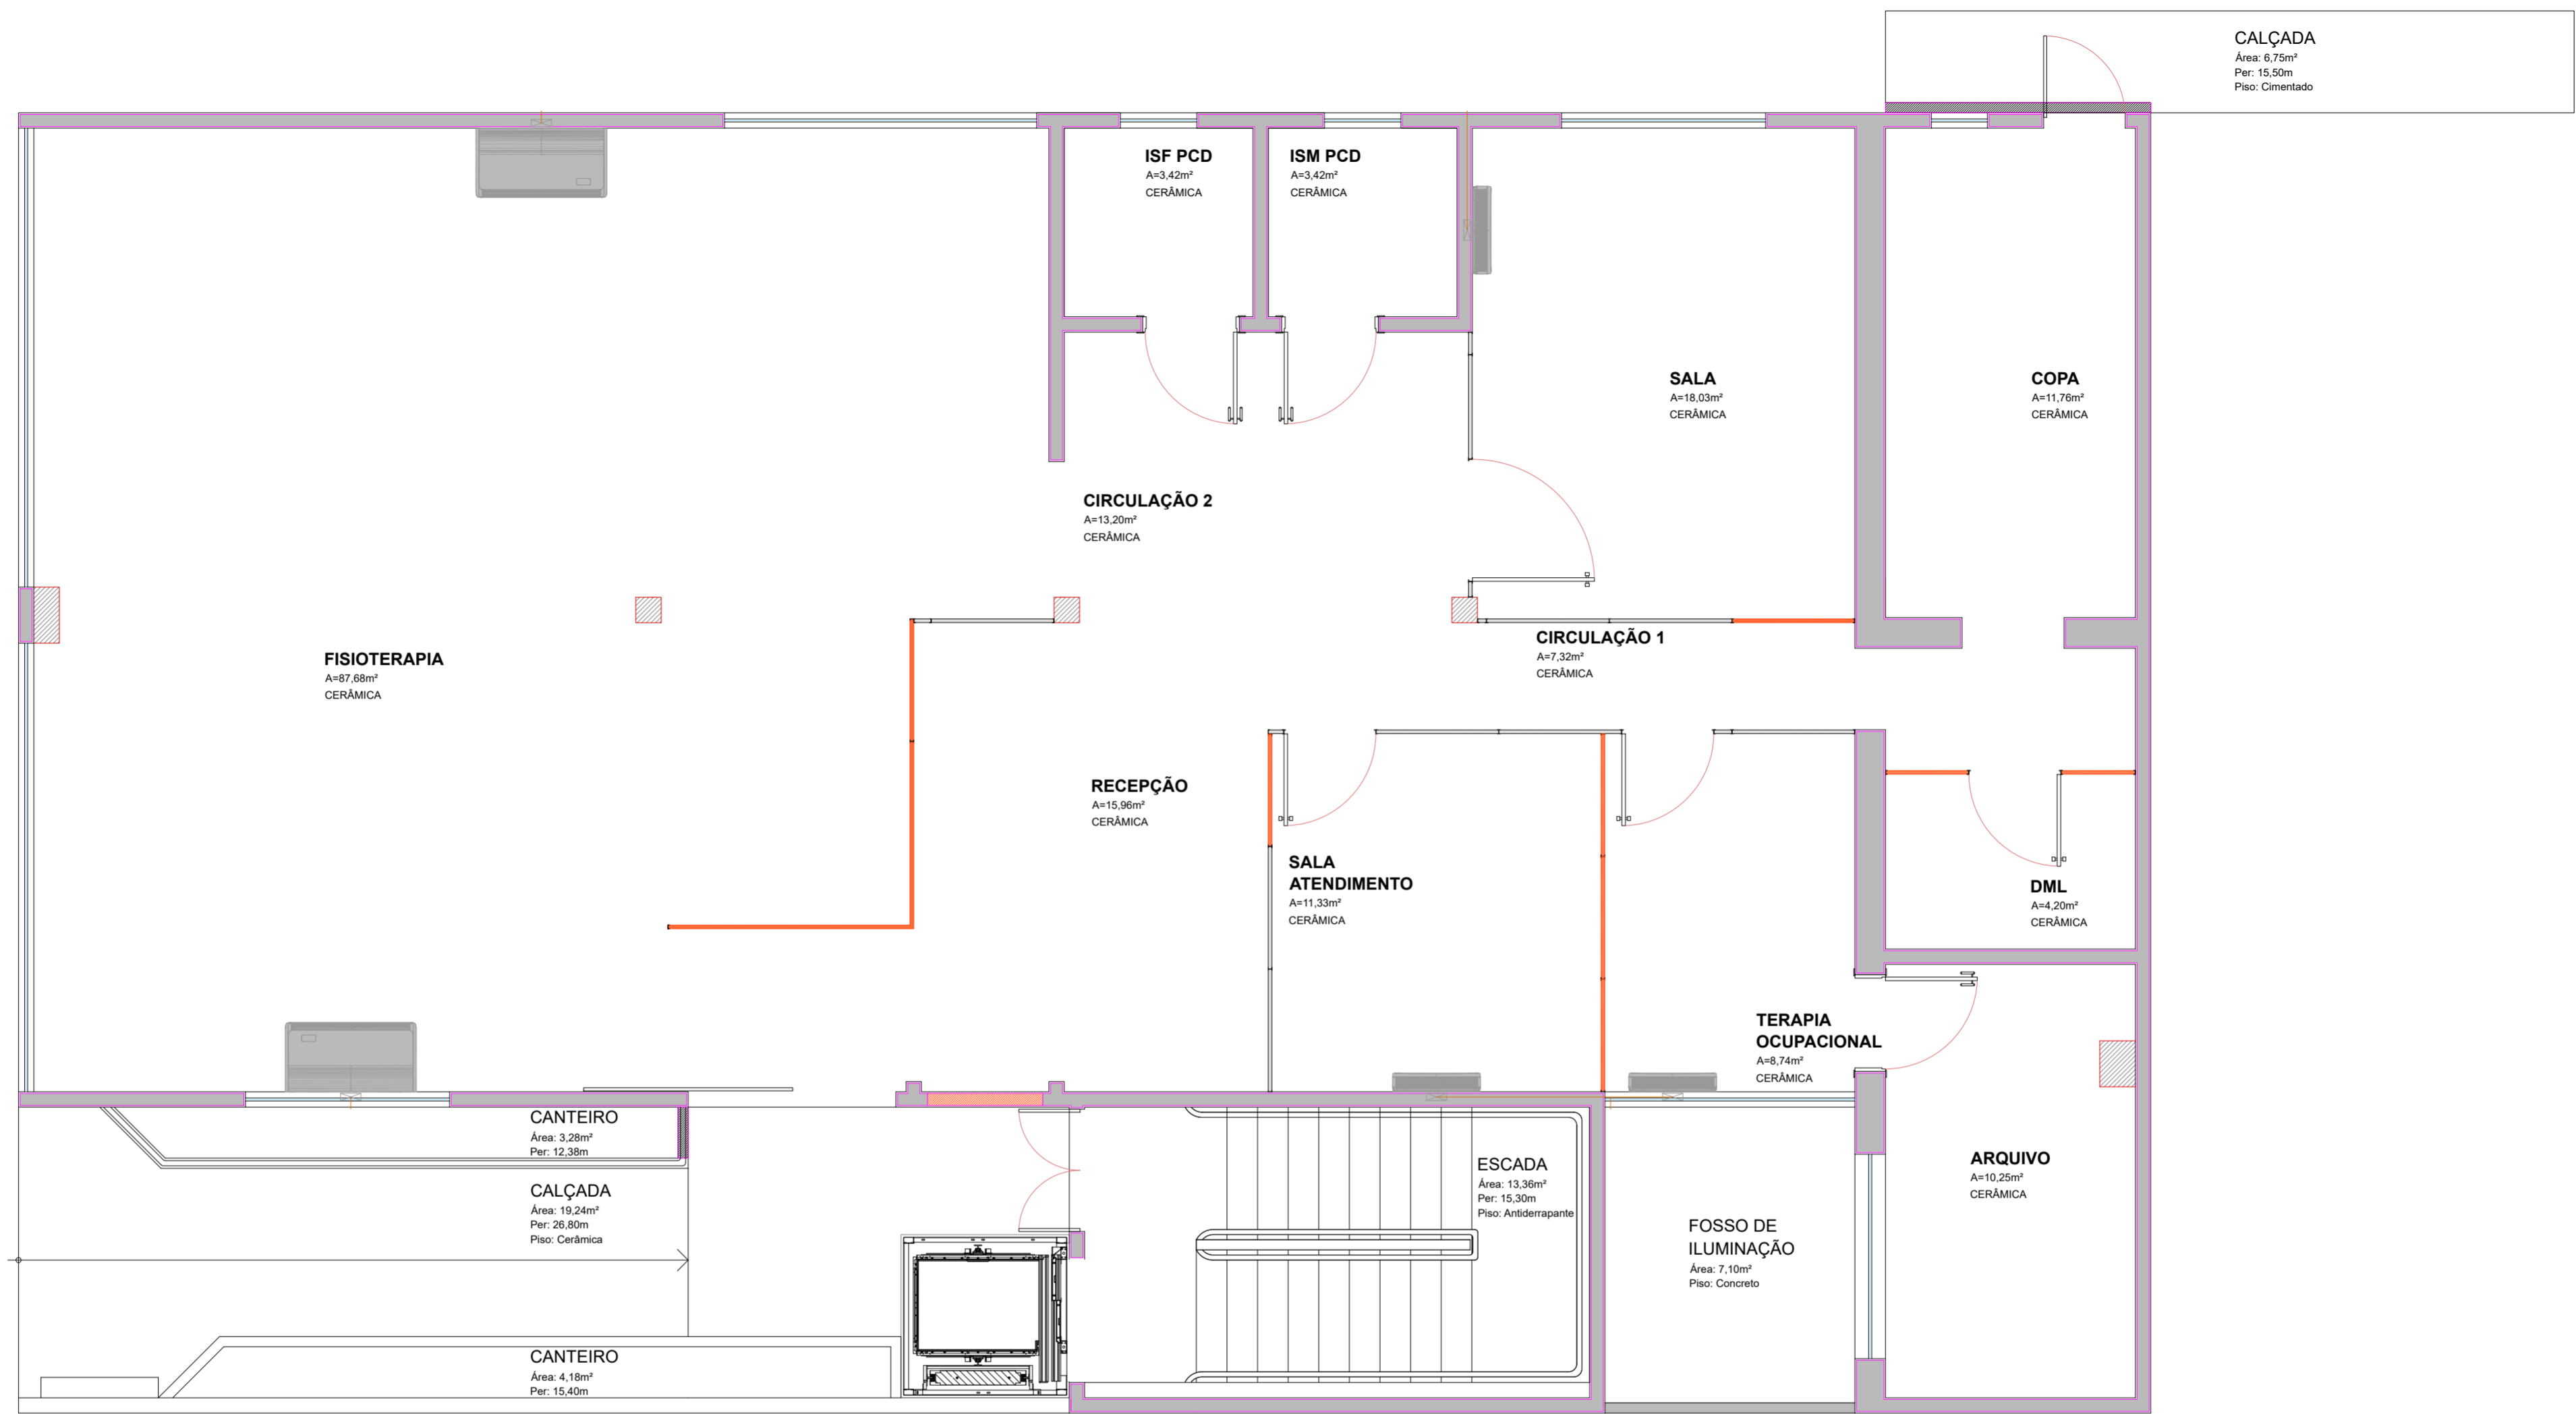 CALÇADA
Área: 6,75m²
Per: 15,50m
Piso: Cimentado
ISF PCD
A=3,42m²
CERÂMICA
ISM PCD
A=3,42m²
CERÂMICA
SALA
A=18,03m²
CERÂMICA
COPA
A=11,76m²
CERÂMICA
CIRCULAÇÃO 2
A=13,20m²
CERÂMICA
FISIOTERAPIA
A=87,68m²
CERÂMICA
CIRCULAÇÃO 1
A=7,32m²
CERÂMICA
RECEPÇÃO
A=15,96m²
CERÂMICA
SALA
ATENDIMENTO
A=11,33m²
CERÂMICA
DML
A=4,20m²
CERÂMICA
TERAPIA
OCUPACIONAL
A=8,74m²
CERÂMICA
CANTEIRO
Área: 3,28m²
Per: 12,38m
CALÇADA
Área: 19,24m²
Per: 26,80m
Piso: Cerâmica
ESCADA
Área: 13,36m²
Per: 15,30m
Piso: Antiderrapante
ARQUIVO
A=10,25m²
CERÂMICA
FOSSO DE
ILUMINAÇÃO
Área: 7,10m²
Piso: Concreto
CANTEIRO
Área: 4,18m²
Per: 15,40m